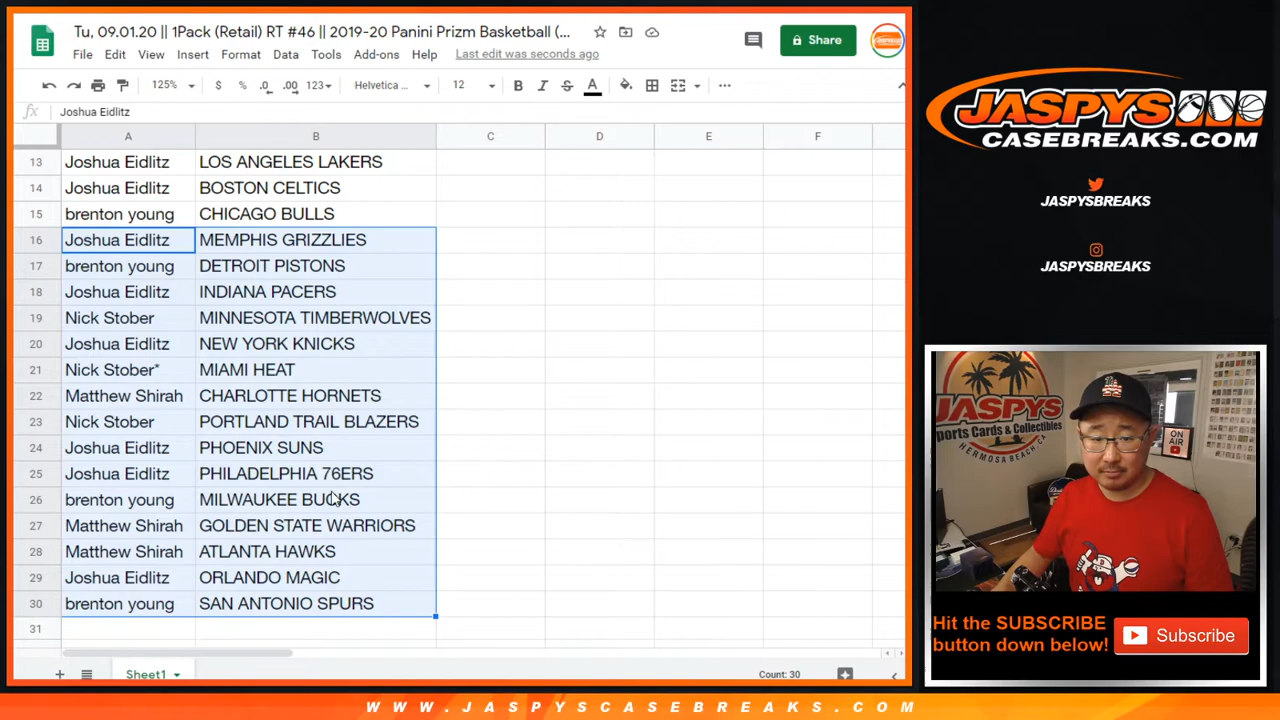 Tu, 09.01.20 || 1Pack (Retail) RT #46 || 2019-20 Panini Prizm Basketball (...
File Edit View Insert Format Data Tools Add-ons Help Last edit was seconds ago
Share
125% $ % .0 .00 123 Helvetica ... 12 B I S A ...
fx Joshua Eidlitz
A B C D E F
13 Joshua Eidlitz LOS ANGELES LAKERS
14 Joshua Eidlitz BOSTON CELTICS
15 brenton young CHICAGO BULLS
16 Joshua Eidlitz MEMPHIS GRIZZLIES
17 brenton young DETROIT PISTONS
18 Joshua Eidlitz INDIANA PACERS
19 Nick Stober MINNESOTA TIMBERWOLVES
20 Joshua Eidlitz NEW YORK KNICKS
21 Nick Stober* MIAMI HEAT
22 Matthew Shirah CHARLOTTE HORNETS
23 Nick Stober PORTLAND TRAIL BLAZERS
24 Joshua Eidlitz PHOENIX SUNS
25 Joshua Eidlitz PHILADELPHIA 76ERS
26 brenton young MILWAUKEE BUCKS
27 Matthew Shirah GOLDEN STATE WARRIORS
28 Matthew Shirah ATLANTA HAWKS
29 Joshua Eidlitz ORLANDO MAGIC
30 brenton young SAN ANTONIO SPURS
31
Sheet1 Count: 30
JASPYS
CASEBREAKS.COM
JASPYSBREAKS
JASPYSBREAKS
JASPYS
Sports Cards & Collectibles
HERMOSA BEACH, CA
ON AIR
Hit the SUBSCRIBE
button down below!
Subscribe
WWW.JASPYSCASEBREAKS.COM